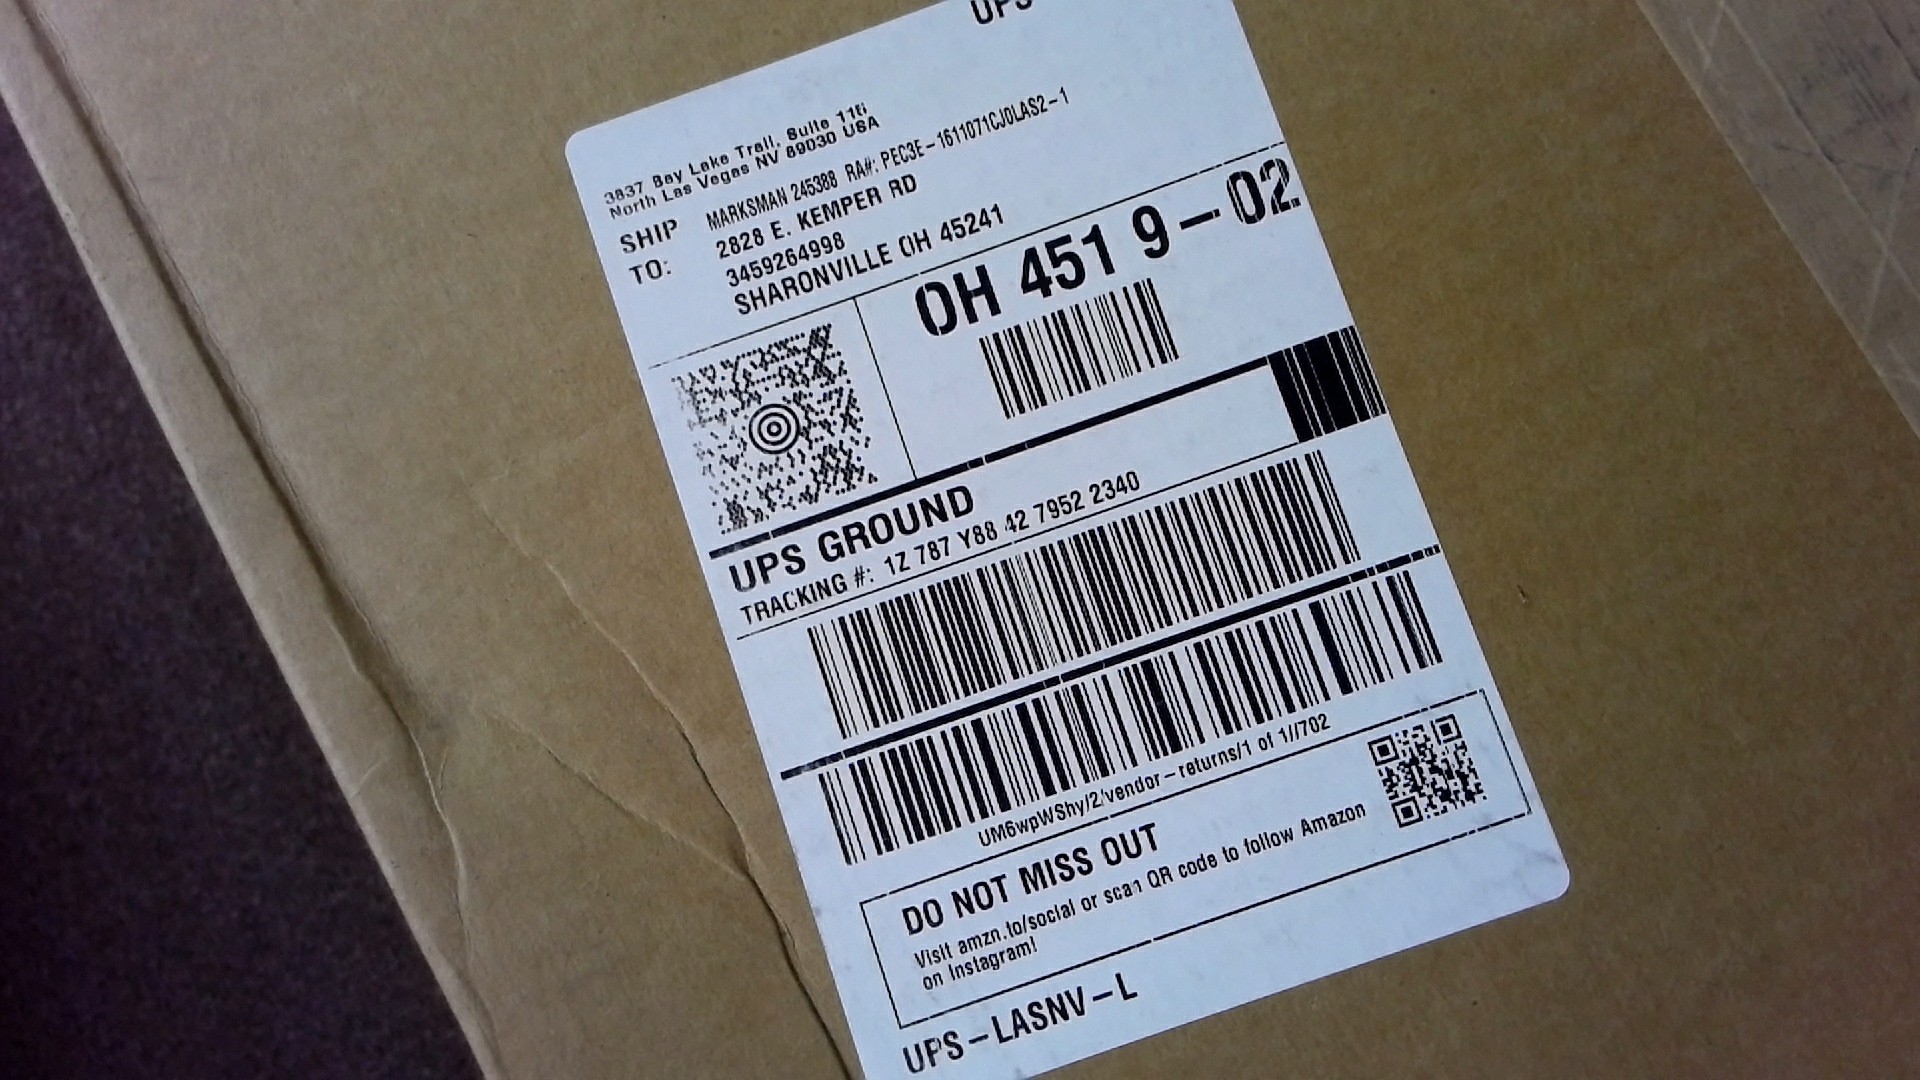 UPS
3837 Bay Lake Trail, Suite 116
North Las Vegas NV 89030 USA
SHIP TO:
MARKSMAN 245388 RA#: PEC3E-1611071CJ0LAS2-1
2828 E. KEMPER RD
3459264998
SHARONVILLE OH 45241
OH 451 9-02
UPS GROUND
TRACKING #: 1Z 787 Y88 42 7952 2340
UM6wpWShy/2/vendor-returns/1 of 1//702
DO NOT MISS OUT
Visit amzn.to/social or scan QR code to follow Amazon
on Instagram!
UPS-LASNV-L